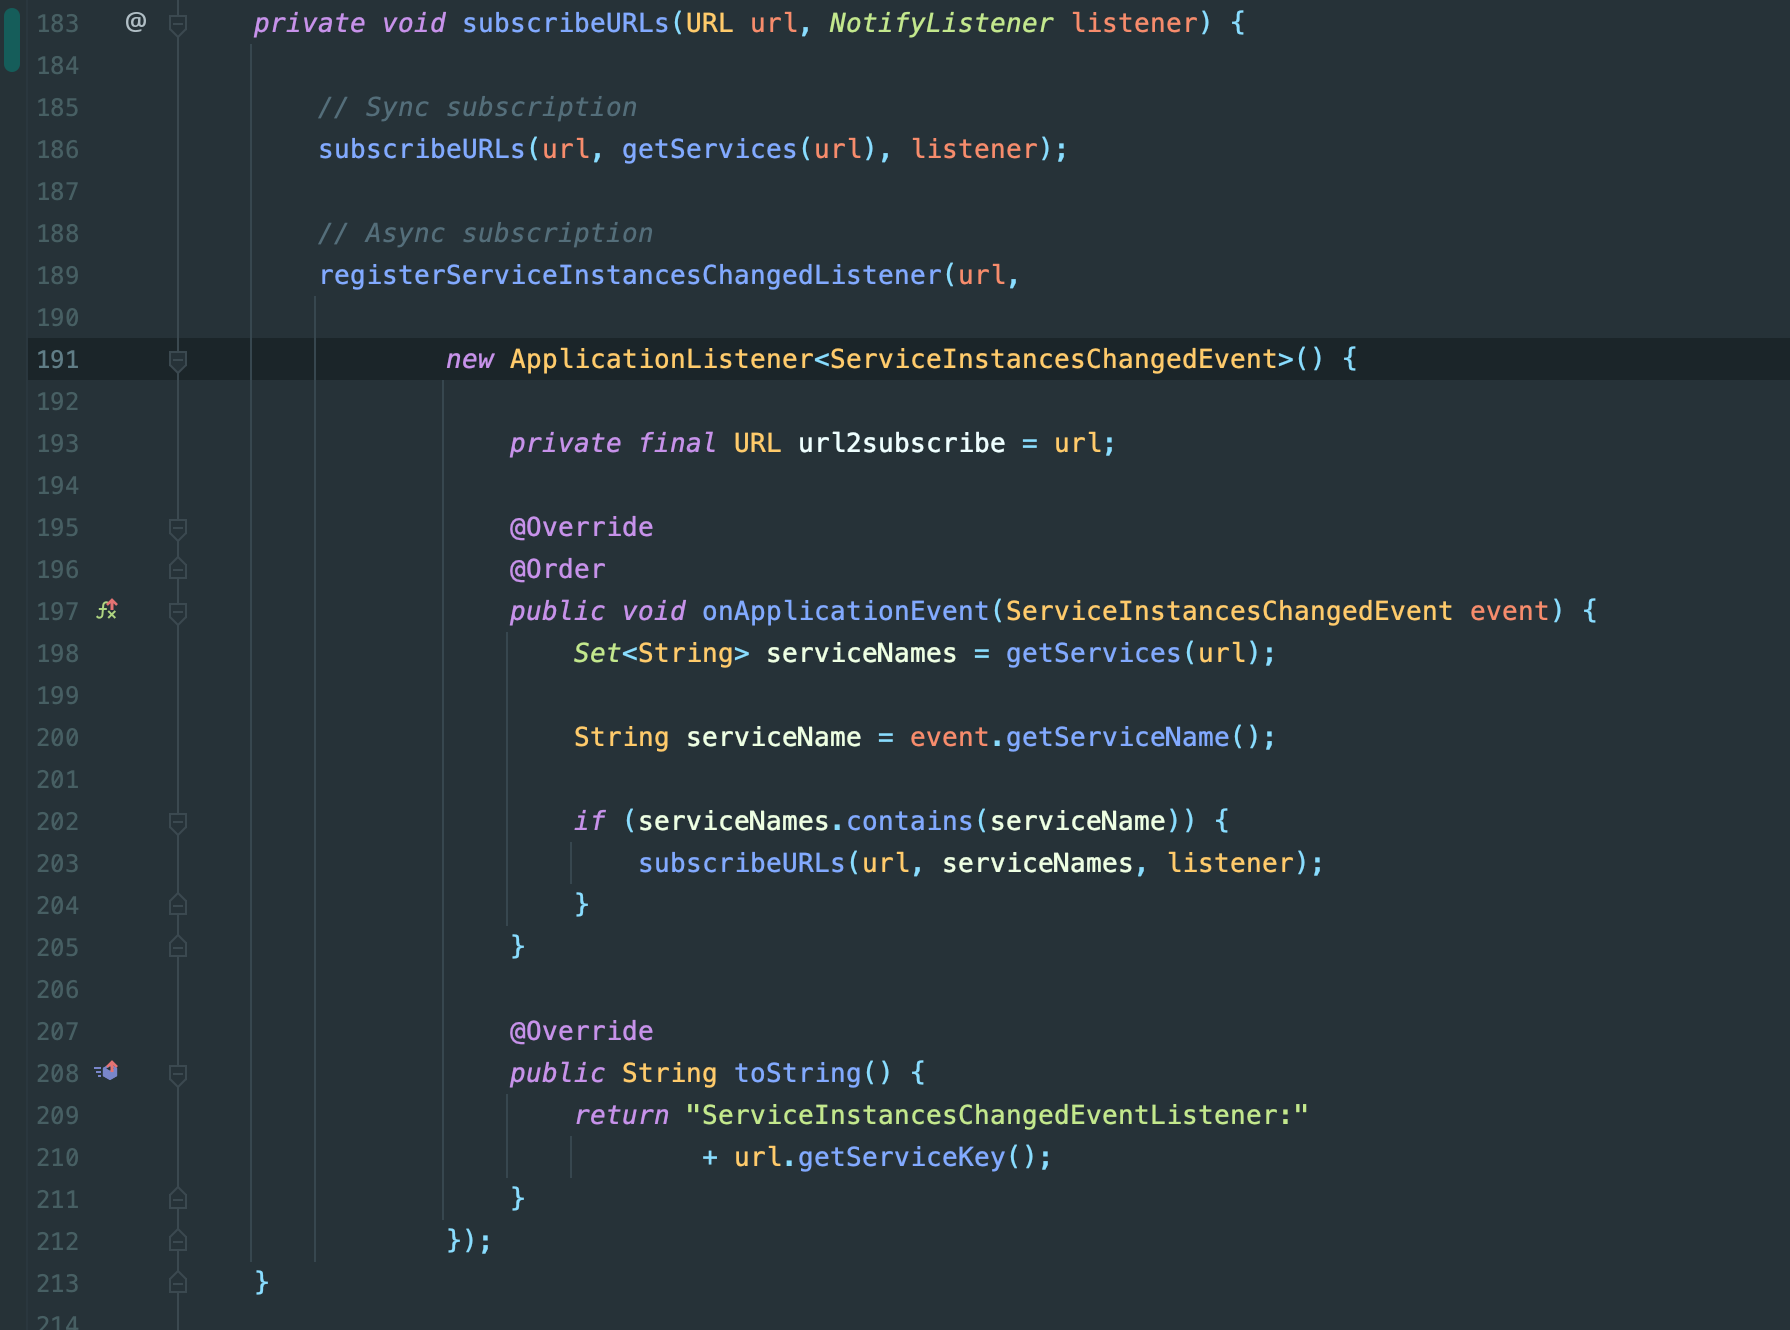 183 @ private void subscribeURLs(URL url, NotifyListener listener) {
184
185 // Sync subscription
186 subscribeURLs(url, getServices(url), listener);
187
188 // Async subscription
189 registerServiceInstancesChangedListener(url,
190
191 new ApplicationListener<ServiceInstancesChangedEvent>() {
192
193 private final URL url2subscribe = url;
194
195 @Override
196 @Order
197 public void onApplicationEvent(ServiceInstancesChangedEvent event) {
198 Set<String> serviceNames = getServices(url);
199
200 String serviceName = event.getServiceName();
201
202 if (serviceNames.contains(serviceName)) {
203 subscribeURLs(url, serviceNames, listener);
204 }
205 }
206
207 @Override
208 public String toString() {
209 return "ServiceInstancesChangedEventListener:"
210 + url.getServiceKey();
211 }
212 });
213 }
214